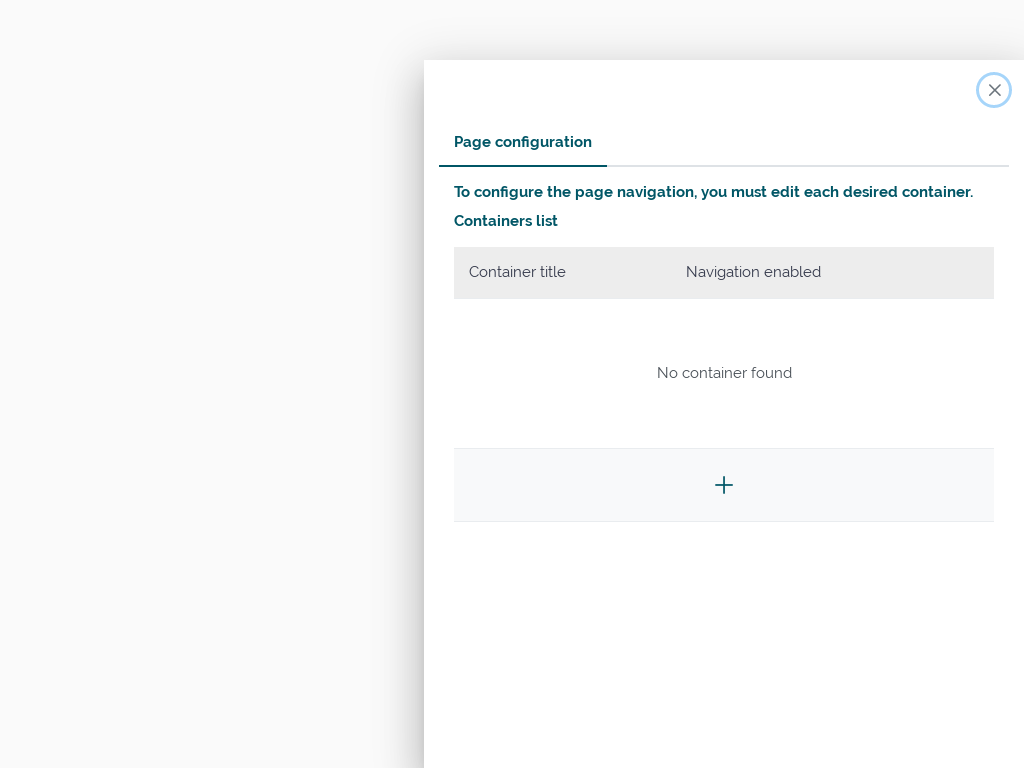 Page configuration
To configure the page navigation, you must edit each desired container.
Containers list
Container title Navigation enabled
No container found